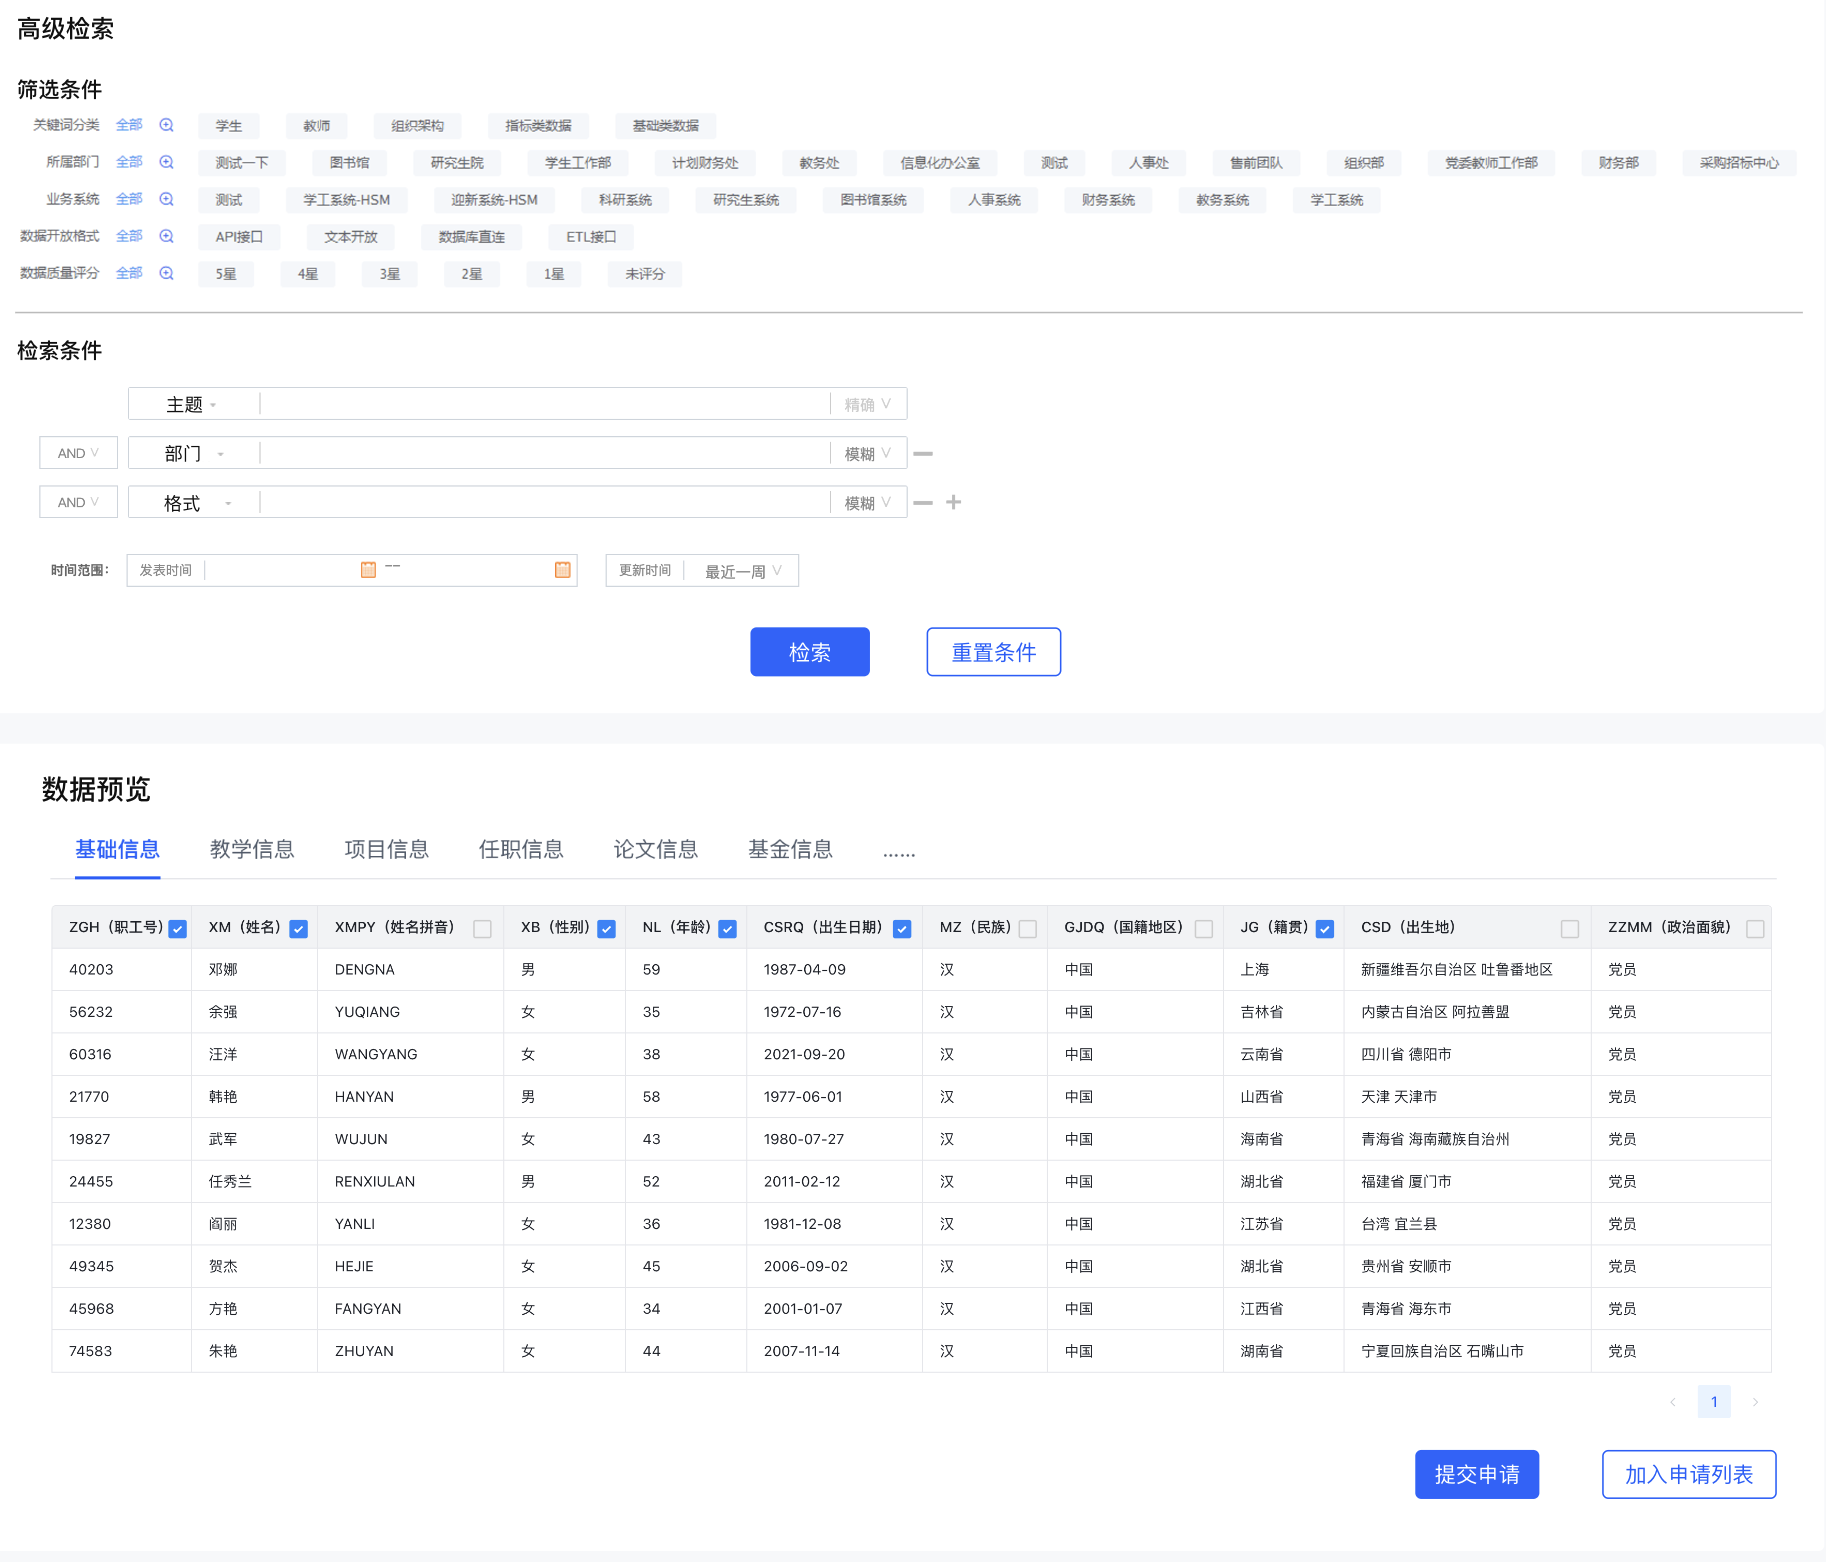 高级检索
筛选条件
关键词分类 全部 学生 教师 组织架构 指标类数据 基础类数据
所属部门 全部 测试一下 图书馆 研究生院 学生工作部 计划财务处 教务处 信息化办公室 测试 人事处 售前团队 组织部 党委教师工作部 财务部 采购招标中心
业务系统 全部 测试 学工系统-HSM 迎新系统-HSM 科研系统 研究生系统 图书馆系统 人事系统 财务系统 教务系统 学工系统
数据开放格式 全部 API接口 文本开放 数据库直连 ETL接口
数据质量评分 全部 5星 4星 3星 2星 1星 未评分
检索条件
主题 精确
AND 部门 模糊
AND 格式 模糊
时间范围: 发表时间 -- 更新时间 最近一周
检索 重置条件
数据预览
基础信息 教学信息 项目信息 任职信息 论文信息 基金信息 ......
ZGH（职工号） XM（姓名） XMPY（姓名拼音） XB（性别） NL（年龄） CSRQ（出生日期） MZ（民族） GJDQ（国籍地区） JG（籍贯） CSD（出生地） ZZMM（政治面貌）
40203 邓娜 DENGNA 男 59 1987-04-09 汉 中国 上海 新疆维吾尔自治区 吐鲁番地区 党员
56232 余强 YUQIANG 女 35 1972-07-16 汉 中国 吉林省 内蒙古自治区 阿拉善盟 党员
60316 汪洋 WANGYANG 女 38 2021-09-20 汉 中国 云南省 四川省 德阳市 党员
21770 韩艳 HANYAN 男 58 1977-06-01 汉 中国 山西省 天津 天津市 党员
19827 武军 WUJUN 女 43 1980-07-27 汉 中国 海南省 青海省 海南藏族自治州 党员
24455 任秀兰 RENXIULAN 男 52 2011-02-12 汉 中国 湖北省 福建省 厦门市 党员
12380 阎丽 YANLI 女 36 1981-12-08 汉 中国 江苏省 台湾 宜兰县 党员
49345 贺杰 HEJIE 女 45 2006-09-02 汉 中国 湖北省 贵州省 安顺市 党员
45968 方艳 FANGYAN 女 34 2001-01-07 汉 中国 江西省 青海省 海东市 党员
74583 朱艳 ZHUYAN 女 44 2007-11-14 汉 中国 湖南省 宁夏回族自治区 石嘴山市 党员
1
提交申请 加入申请列表